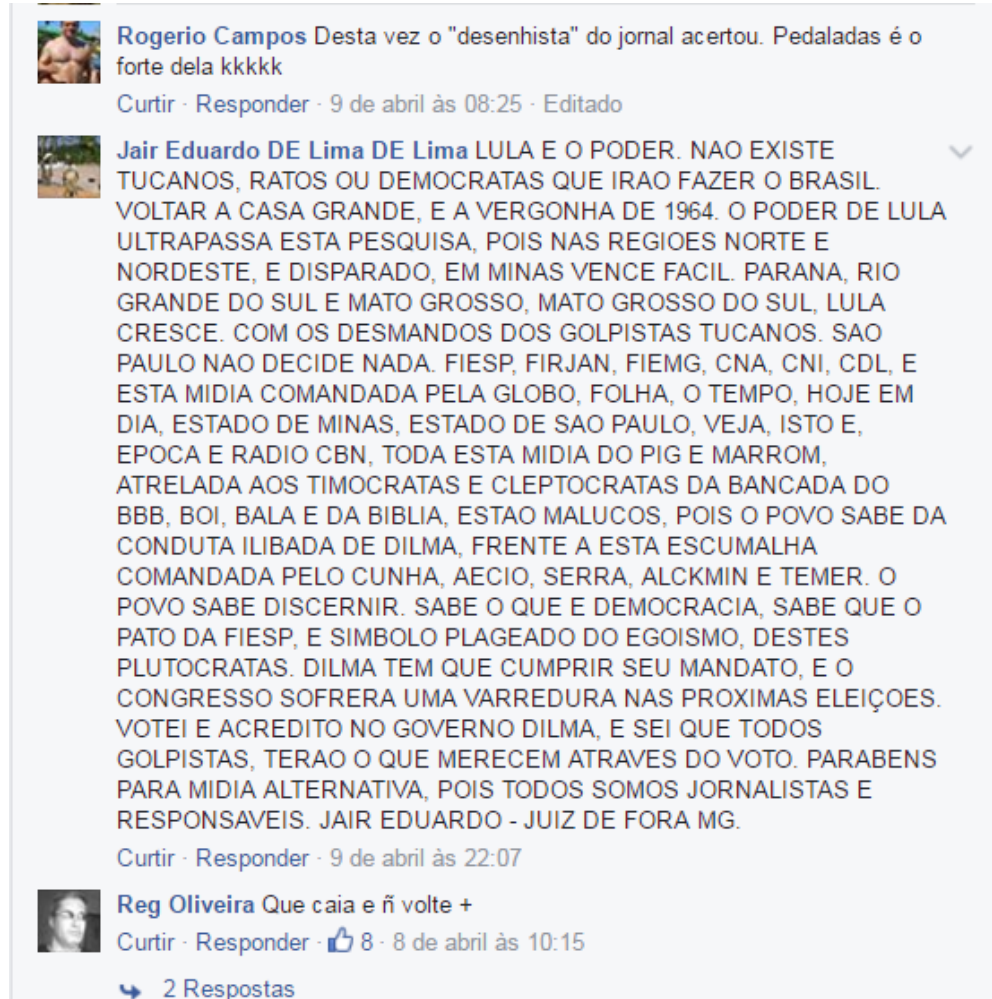 Rogerio Campos Desta vez o "desenhista" do jornal acertou. Pedaladas é o
forte dela kkkkk
Curtir · Responder · 9 de abril às 08:25 · Editado
Jair Eduardo DE Lima DE Lima LULA E O PODER. NAO EXISTE
TUCANOS, RATOS OU DEMOCRATAS QUE IRAO FAZER O BRASIL.
VOLTAR A CASA GRANDE, E A VERGONHA DE 1964. O PODER DE LULA
ULTRAPASSA ESTA PESQUISA, POIS NAS REGIOES NORTE E
NORDESTE, E DISPARADO, EM MINAS VENCE FACIL. PARANA, RIO
GRANDE DO SUL E MATO GROSSO, MATO GROSSO DO SUL, LULA
CRESCE. COM OS DESMANDOS DOS GOLPISTAS TUCANOS. SAO
PAULO NAO DECIDE NADA. FIESP, FIRJAN, FIEMG, CNA, CNI, CDL, E
ESTA MIDIA COMANDADA PELA GLOBO, FOLHA, O TEMPO, HOJE EM
DIA, ESTADO DE MINAS, ESTADO DE SAO PAULO, VEJA, ISTO E,
EPOCA E RADIO CBN, TODA ESTA MIDIA DO PIG E MARROM,
ATRELADA AOS TIMOCRATAS E CLEPTOCRATAS DA BANCADA DO
BBB, BOI, BALA E DA BIBLIA, ESTAO MALUCOS, POIS O POVO SABE DA
CONDUTA ILIBADA DE DILMA, FRENTE A ESTA ESCUMALHA
COMANDADA PELO CUNHA, AECIO, SERRA, ALCKMIN E TEMER. O
POVO SABE DISCERNIR. SABE O QUE E DEMOCRACIA, SABE QUE O
PATO DA FIESP, E SIMBOLO PLAGEADO DO EGOISMO, DESTES
PLUTOCRATAS. DILMA TEM QUE CUMPRIR SEU MANDATO, E O
CONGRESSO SOFRERA UMA VARREDURA NAS PROXIMAS ELEIÇOES.
VOTEI E ACREDITO NO GOVERNO DILMA, E SEI QUE TODOS
GOLPISTAS, TERAO O QUE MERECEM ATRAVES DO VOTO. PARABENS
PARA MIDIA ALTERNATIVA, POIS TODOS SOMOS JORNALISTAS E
RESPONSAVEIS. JAIR EDUARDO - JUIZ DE FORA MG.
Curtir · Responder · 9 de abril às 22:07
Reg Oliveira Que caia e ñ volte +
Curtir · Responder · 8 · 8 de abril às 10:15
2 Respostas